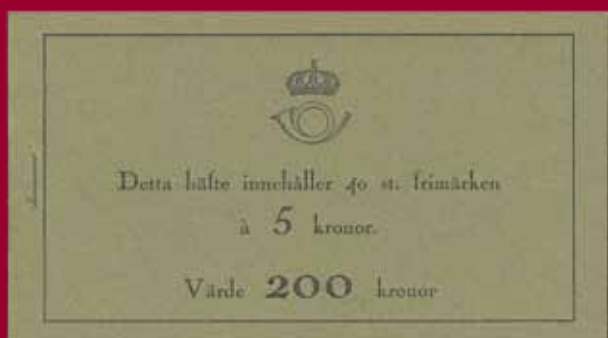 Detta häfte innehåller 40 st. frimärken
à 5 kronor.
Värde 200 kronor